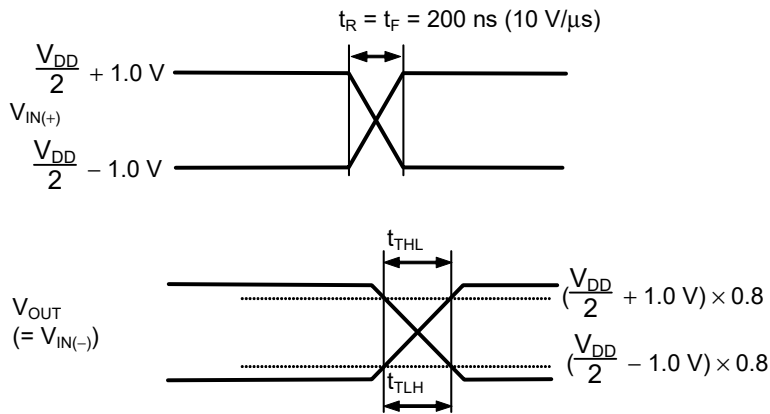 t_R = t_F = 200 ns (10 V/μs)
V_DD/2 + 1.0 V
V_IN(+)
V_DD/2 − 1.0 V
t_THL
(V_DD/2 + 1.0 V) × 0.8
V_OUT
(= V_IN(−))
(V_DD/2 − 1.0 V) × 0.8
t_TLH